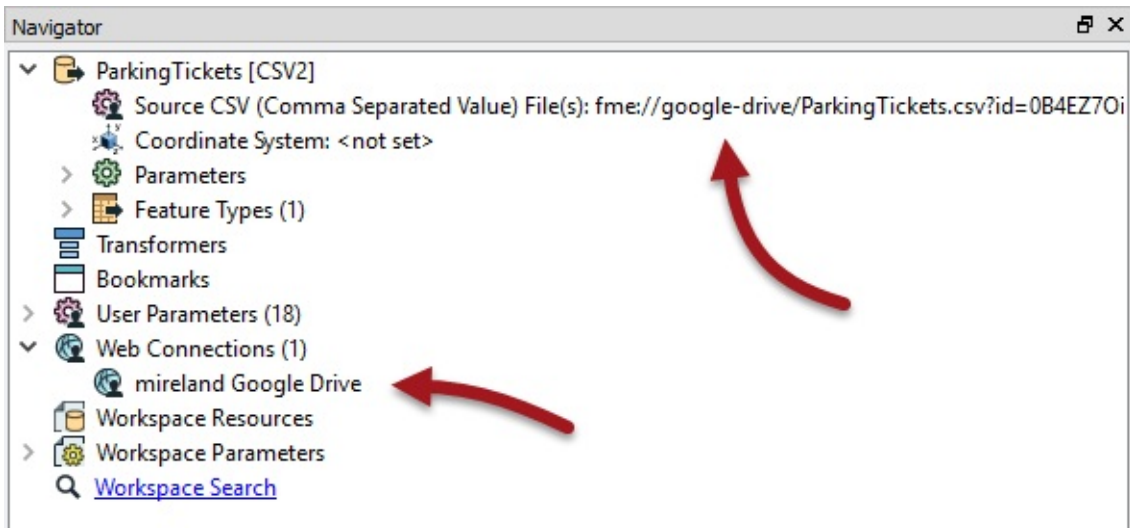 Navigator
ParkingTickets [CSV2]
Source CSV (Comma Separated Value) File(s): fme://google-drive/ParkingTickets.csv?id=0B4EZ7Oi
Coordinate System: <not set>
Parameters
Feature Types (1)
Transformers
Bookmarks
User Parameters (18)
Web Connections (1)
mireland Google Drive
Workspace Resources
Workspace Parameters
Workspace Search